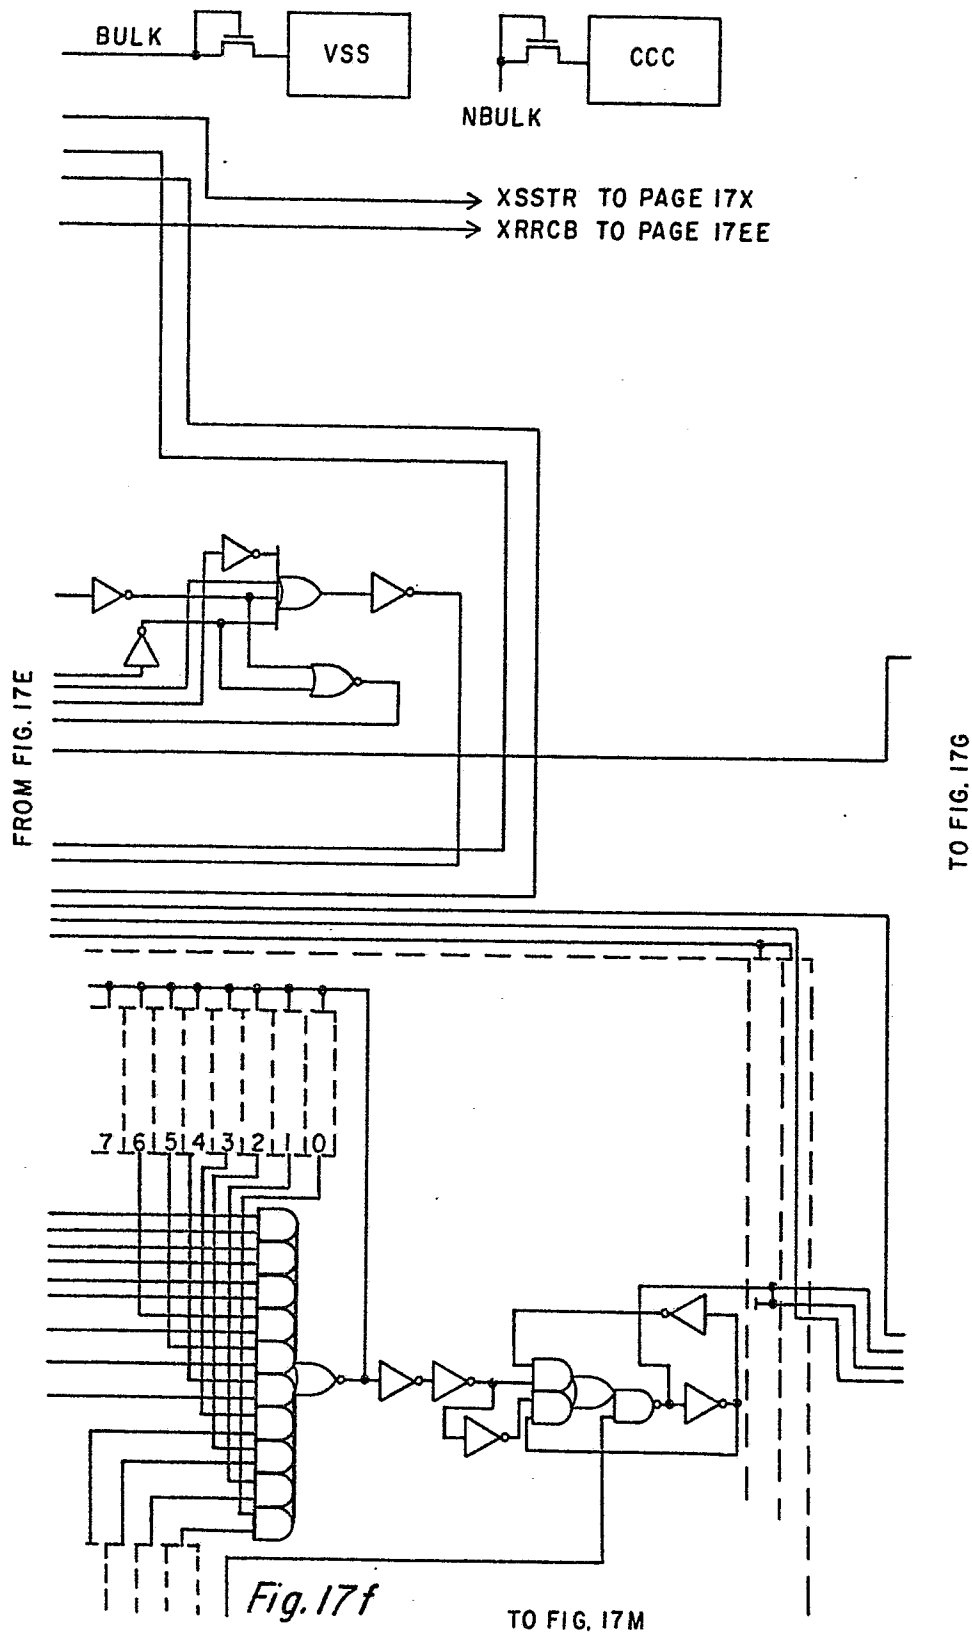 BULK
VSS
CCC
NBULK
XSSTR TO PAGE 17X
XRRCB TO PAGE 17EE
FROM FIG. 17E
TO FIG. 17G
7 6 5 4 3 2 1 0
Fig. 17f
TO FIG. 17M